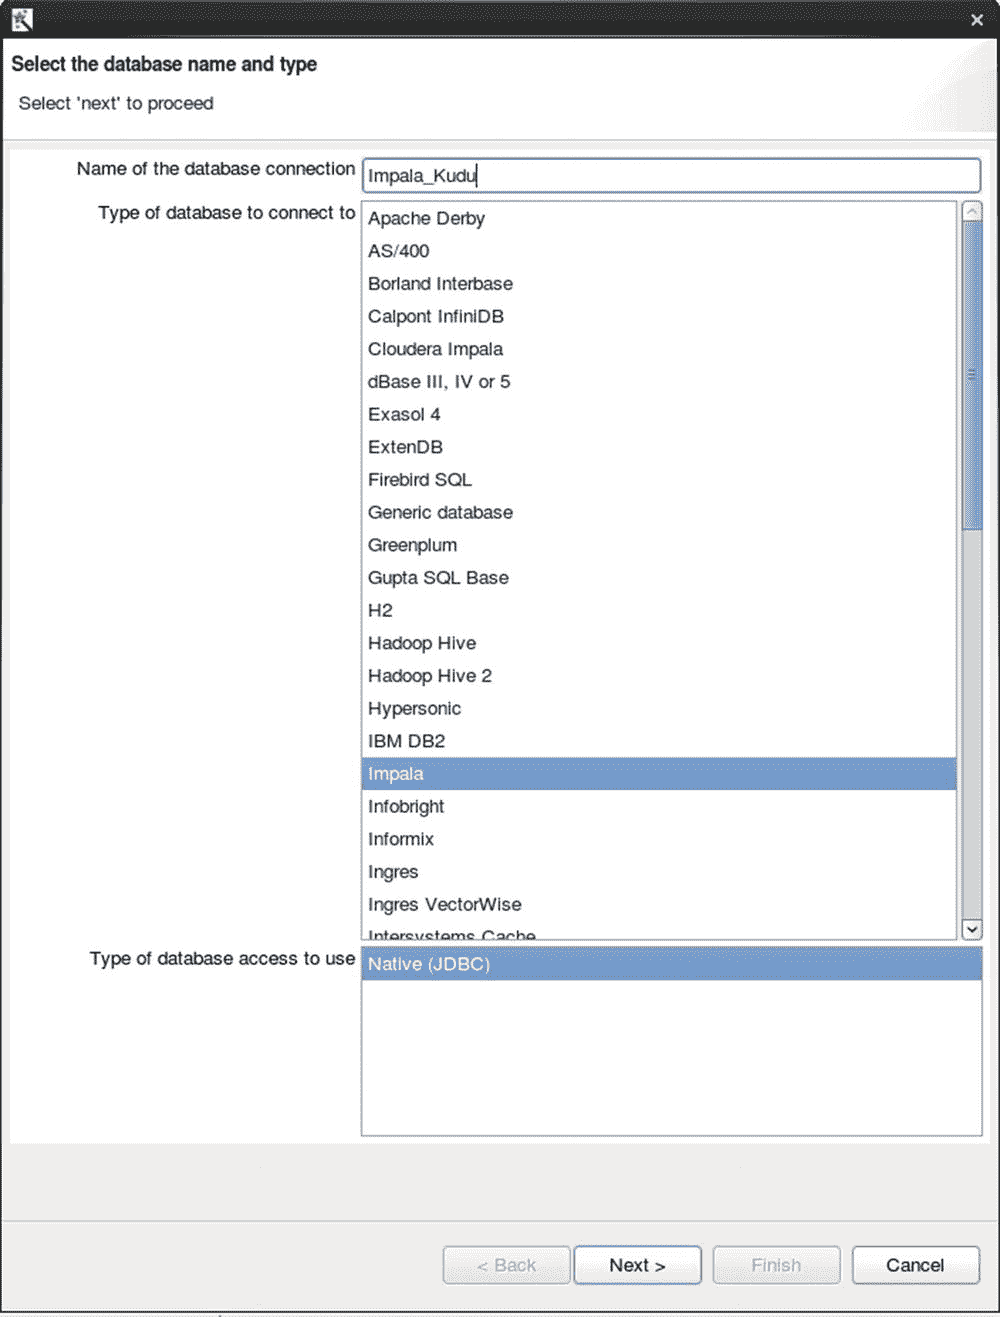 Select the database name and type
Select 'next' to proceed
Name of the database connection Impala_Kudu
Type of database to connect to
Apache Derby
AS/400
Borland Interbase
Calpont InfiniDB
Cloudera Impala
dBase III, IV or 5
Exasol 4
ExtenDB
Firebird SQL
Generic database
Greenplum
Gupta SQL Base
H2
Hadoop Hive
Hadoop Hive 2
Hypersonic
IBM DB2
Impala
Infobright
Informix
Ingres
Ingres VectorWise
Intersystems Cache
Type of database access to use
Native (JDBC)
< Back Next > Finish Cancel